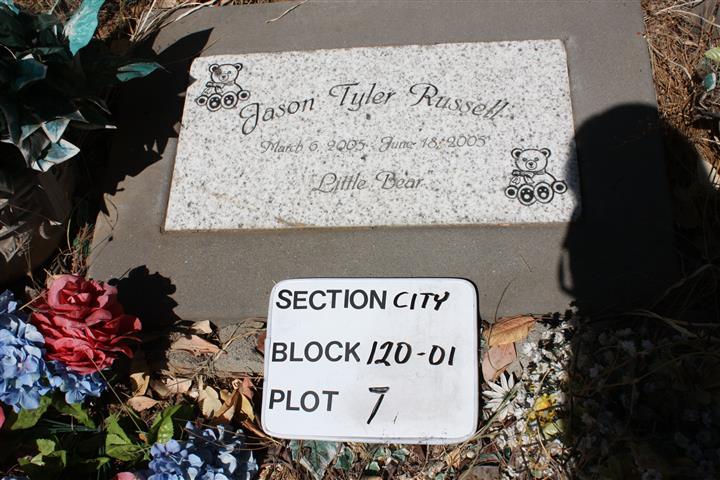 Jason Tyler Russell
March 6, 2005 - June 18, 2005
Little Bear
SECTION CITY
BLOCK 120-01
PLOT 7